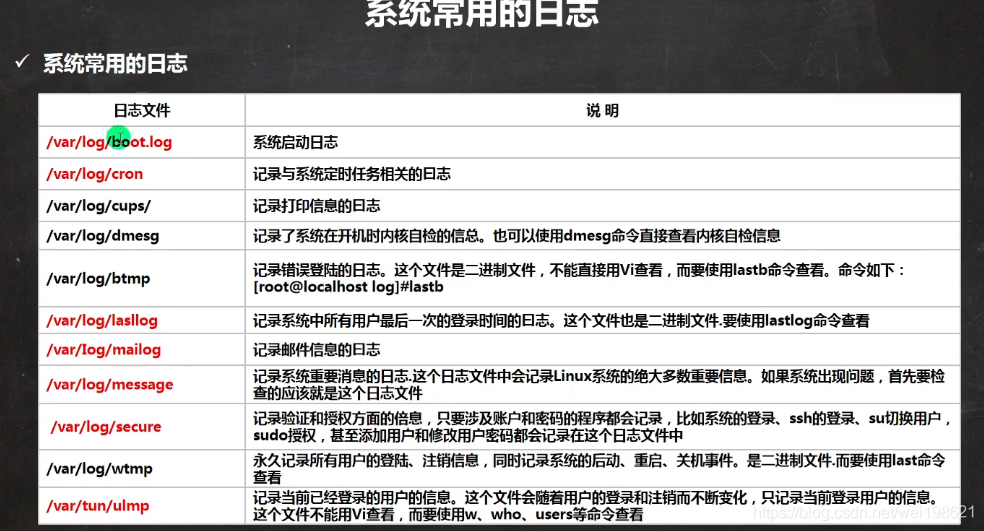 系统常用的日志
系统常用的日志
日志文件
说 明
/var/log/boot.log
系统启动日志
/var/log/cron
记录与系统定时任务相关的日志
/var/log/cups/
记录打印信息的日志
/var/log/dmesg
记录了系统在开机时内核自检的信总。也可以使用dmesg命令直接查看内核自检信息
/var/log/btmp
记录错误登陆的日志。这个文件是二进制文件，不能直接用Vi查看，而要使用lastb命令查看。命令如下：
[root@localhost log]#lastb
/var/log/lasllog
记录系统中所有用户最后一次的登录时间的日志。这个文件也是二进制文件.要使用lastlog命令查看
/var/Iog/mailog
记录邮件信息的日志
/var/log/message
记录系统重要消息的日志.这个日志文件中会记录Linux系统的绝大多数重要信息。如果系统出现问题，首先要检
查的应该就是这个日志文件
/var/log/secure
记录验证和授权方面的倍息，只要涉及账户和密码的程序都会记录，比如系统的登录、ssh的登录、su切换用户，
sudo授权，甚至添加用户和修改用户密码都会记录在这个日志文件中
/var/log/wtmp
永久记录所有用户的登陆、注销信息，同时记录系统的后动、重启、关机事件。是二进制文件.而要使用last命令
查看
/var/tun/ulmp
记录当前已经登录的用户的信息。这个文件会随着用户的登录和注销而不断变化，只记录当前登录用户的信息。
这个文件不能用Vi查看，而要使用w、who、users等命令查看
https://blog.csdn.net/wei198621